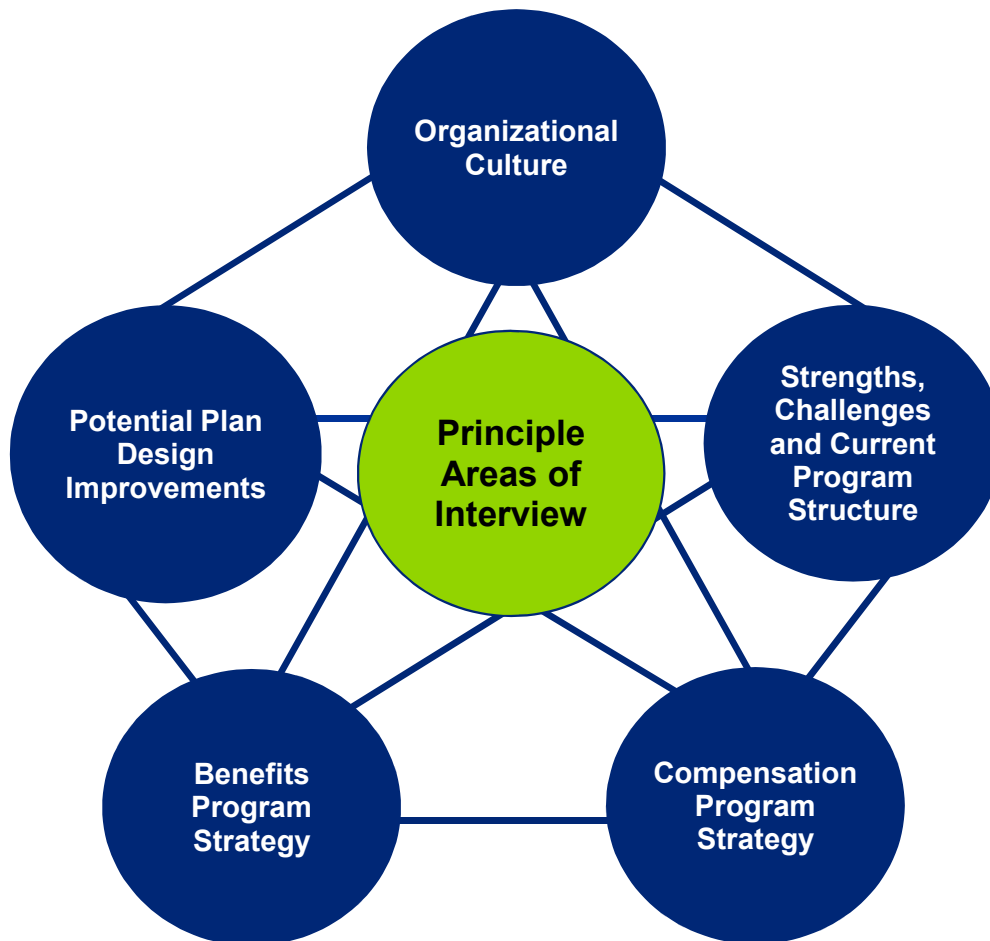 Organizational
Culture
Potential Plan
Design
Improvements
Principle
Areas of
Interview
Strengths,
Challenges
and Current
Program
Structure
Benefits
Program
Strategy
Compensation
Program
Strategy